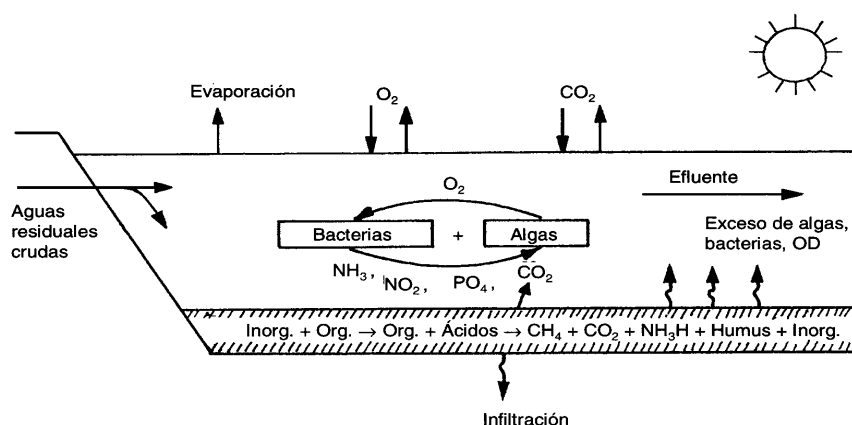 Evaporación
O2
CO2
O2
Efluente
Aguas
residuales
crudas
Bacterias + Algas
Exceso de algas,
bacterias, OD
NH3, NO2, PO4, CO2
Inorg. + Org. → Org. + Ácidos → CH4 + CO2 + NH3H + Humus + Inorg.
Infiltración